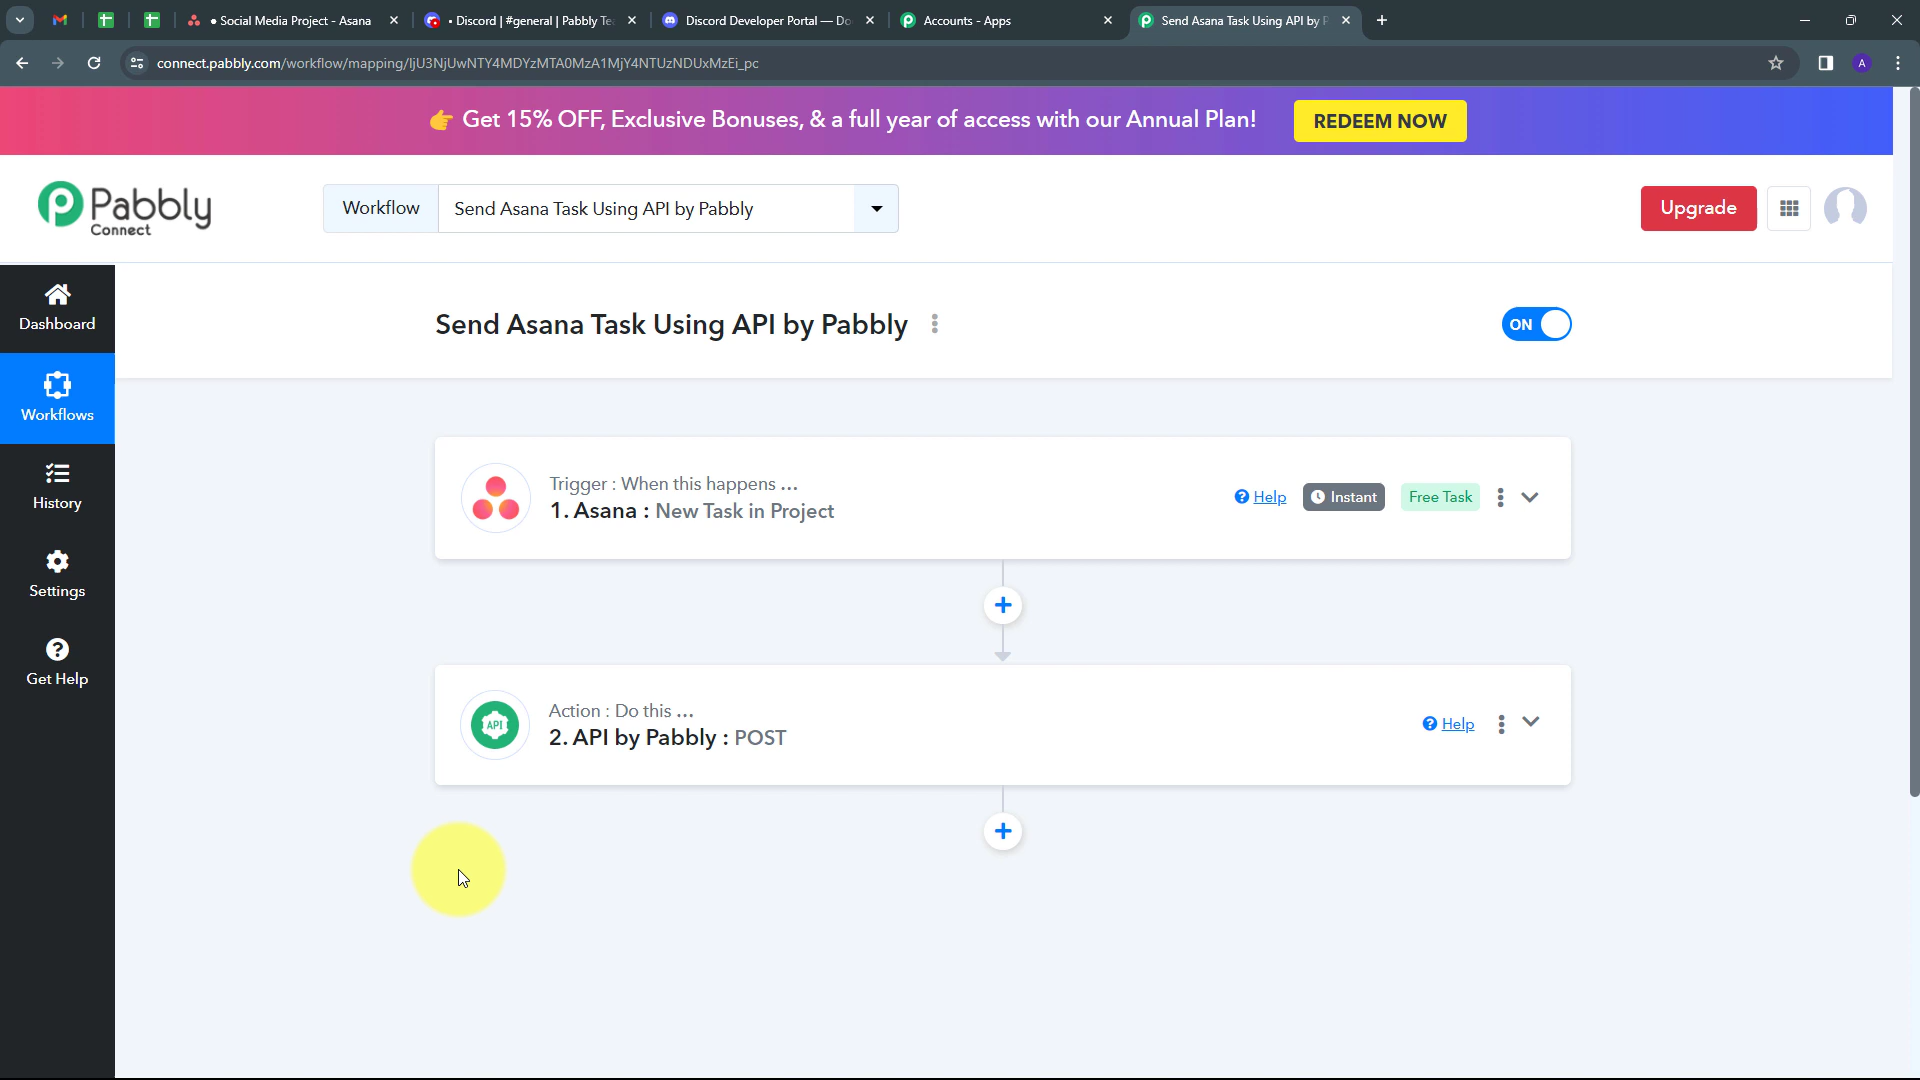 • Social Media Project - Asana
• Discord | #general | Pabbly Te
Discord Developer Portal — Do
Accounts - Apps
Send Asana Task Using API by P
connect.pabbly.com/workflow/mapping/IjU3NjUwNTY4MDYzMTA0MzA1MjY4NTUzNDUxMzEi_pc
A
👉 Get 15% OFF, Exclusive Bonuses, & a full year of access with our Annual Plan!
REDEEM NOW
Pabbly
Connect
Workflow
Send Asana Task Using API by Pabbly
Upgrade
Dashboard
Workflows
History
Settings
Get Help
Send Asana Task Using API by Pabbly
ON
Trigger : When this happens ...
1. Asana : New Task in Project
Help
Instant
Free Task
API
Action : Do this ...
2. API by Pabbly : POST
Help